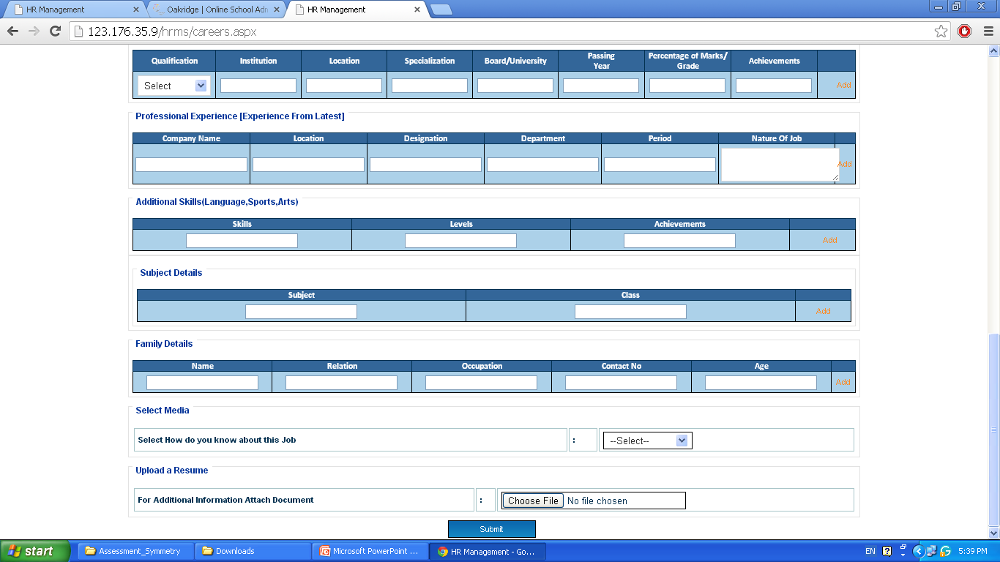 HR Management
Oakridge | Online School Adn
HR Management
123.176.35.9/hrms/careers.aspx
Qualification Institution Location Specialization Board/University Passing Year Percentage of Marks/ Grade Achievements
Select Add
Professional Experience [Experience From Latest]
Company Name Location Designation Department Period Nature Of Job
Add
Additional Skills(Language,Sports,Arts)
Skills Levels Achievements
Add
Subject Details
Subject Class
Add
Family Details
Name Relation Occupation Contact No Age
Add
Select Media
Select How do you know about this Job : --Select--
Upload a Resume
For Additional Information Attach Document : Choose File No file chosen
Submit
start Assessment_Symmetry Downloads Microsoft PowerPoint ... HR Management - Go... EN 5:39 PM